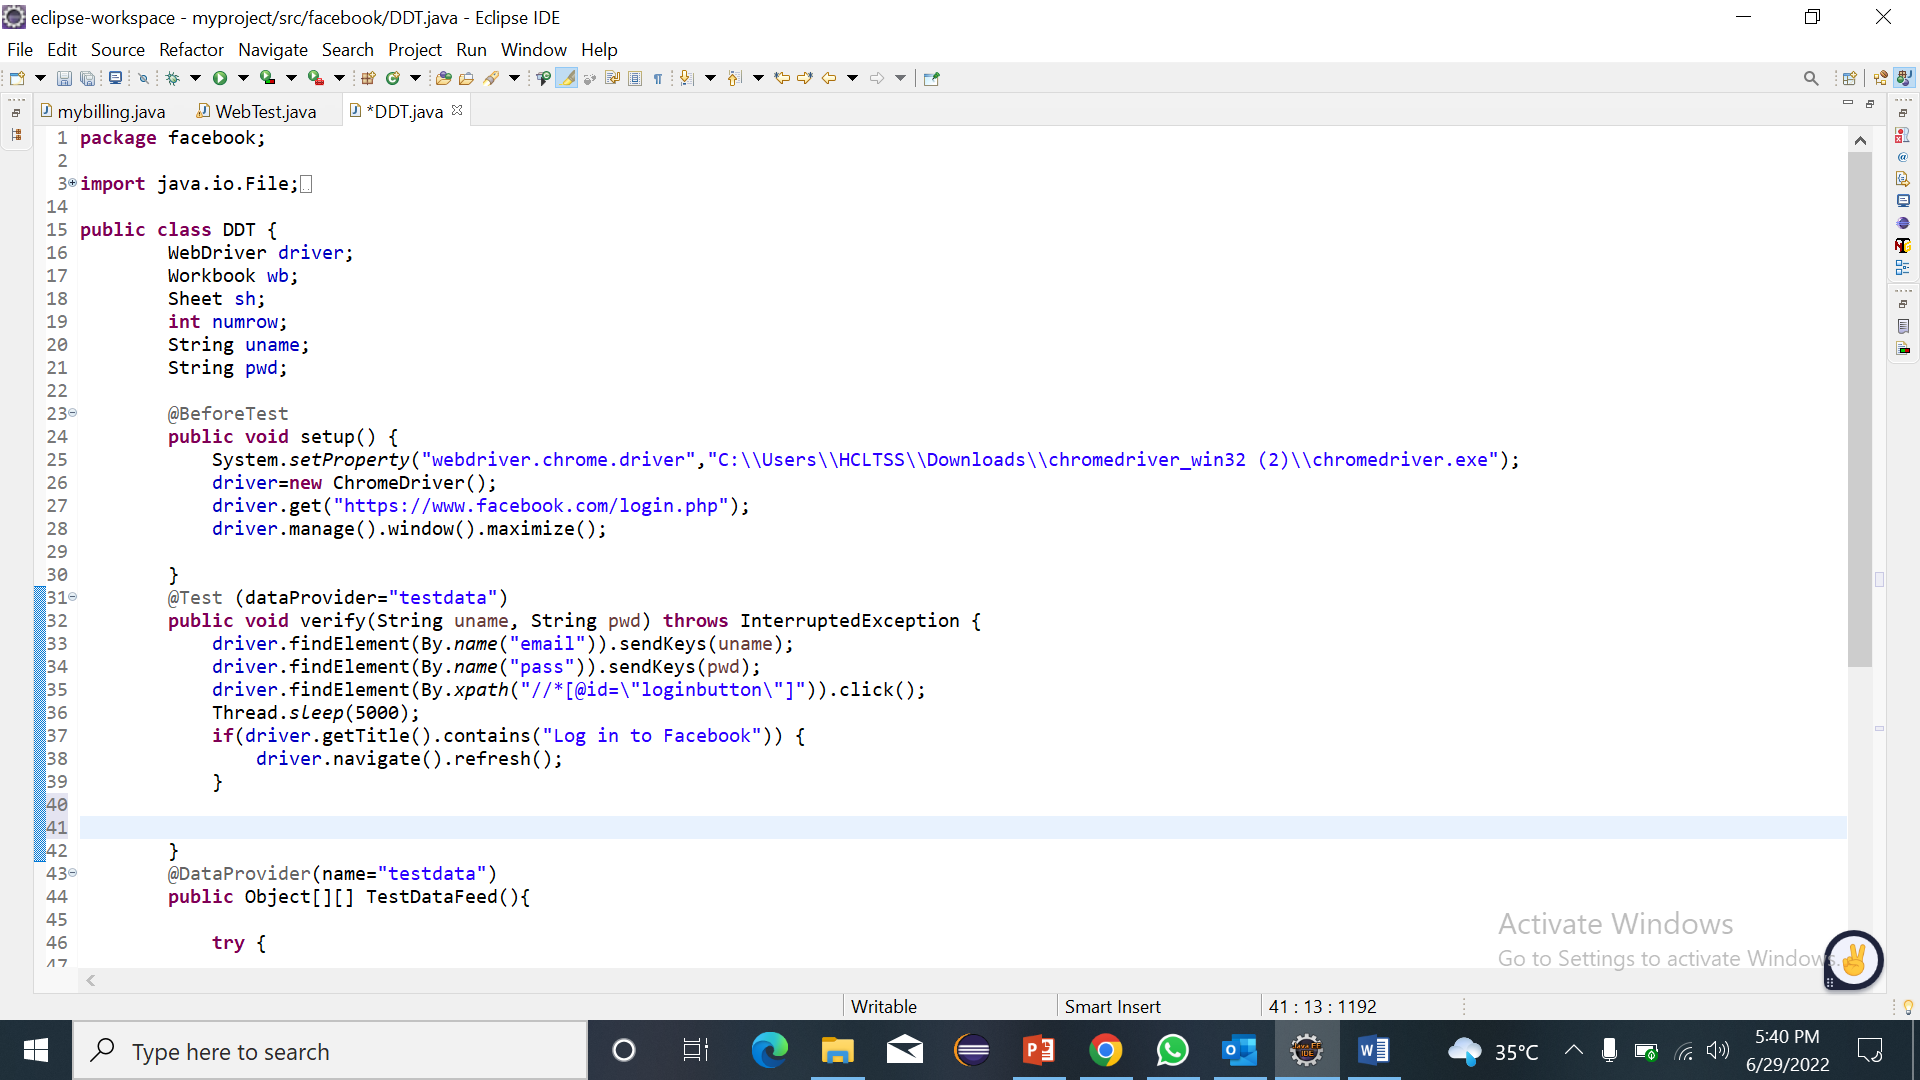 eclipse-workspace - myproject/src/facebook/DDT.java - Eclipse IDE
File Edit Source Refactor Navigate Search Project Run Window Help
mybilling.java WebTest.java *DDT.java
1 package facebook;
2
3 import java.io.File;
14
15 public class DDT {
16 WebDriver driver;
17 Workbook wb;
18 Sheet sh;
19 int numrow;
20 String uname;
21 String pwd;
22
23 @BeforeTest
24 public void setup() {
25 System.setProperty("webdriver.chrome.driver","C:\\Users\\HCLTSS\\Downloads\\chromedriver_win32 (2)\\chromedriver.exe");
26 driver=new ChromeDriver();
27 driver.get("https://www.facebook.com/login.php");
28 driver.manage().window().maximize();
29
30 }
31 @Test (dataProvider="testdata")
32 public void verify(String uname, String pwd) throws InterruptedException {
33 driver.findElement(By.name("email")).sendKeys(uname);
34 driver.findElement(By.name("pass")).sendKeys(pwd);
35 driver.findElement(By.xpath("//*[@id=\"loginbutton\"]")).click();
36 Thread.sleep(5000);
37 if(driver.getTitle().contains("Log in to Facebook")) {
38 driver.navigate().refresh();
39 }
40
41
42 }
43 @DataProvider(name="testdata")
44 public Object[][] TestDataFeed(){
45
46 try {
47
Activate Windows
Go to Settings to activate Windows.
Writable Smart Insert 41 : 13 : 1192
Type here to search
35°C
5:40 PM
6/29/2022